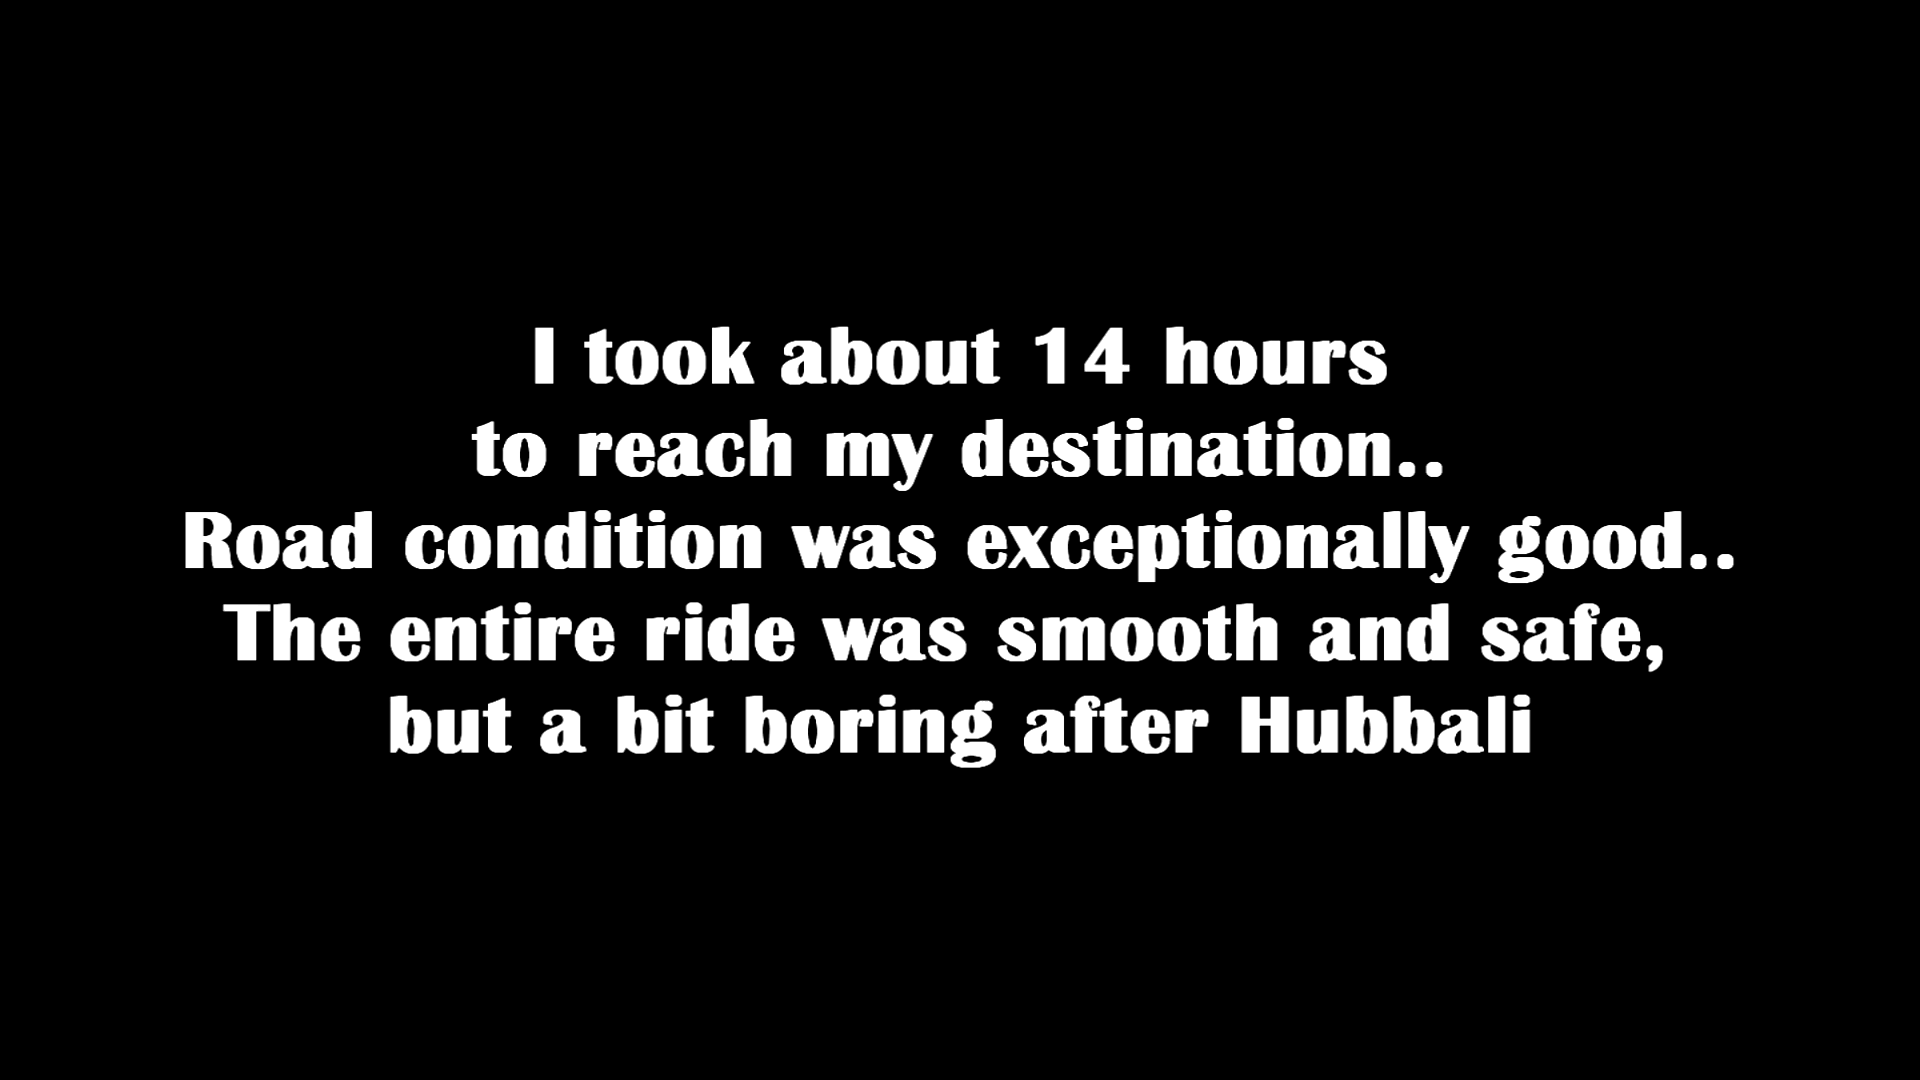 I took about 14 hours
to reach my destination..
Road condition was exceptionally good..
The entire ride was smooth and safe,
but a bit boring after Hubbali